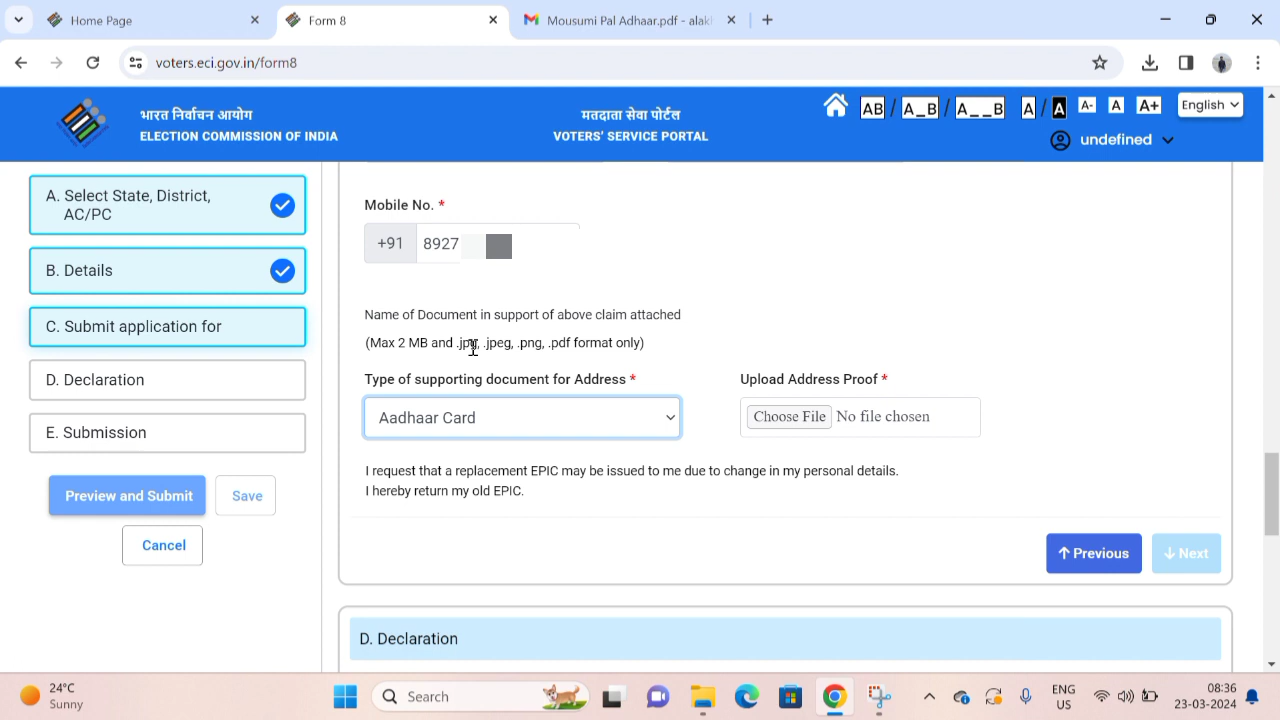 Home Page
Form 8
Mousumi Pal Adhaar.pdf - alakh
voters.eci.gov.in/form8
भारत निर्वाचन आयोग
ELECTION COMMISSION OF INDIA
मतदाता सेवा पोर्टल
VOTERS' SERVICE PORTAL
AB / A_B / A__B A / A A- A A+ English
undefined
A. Select State, District,
AC/PC
B. Details
C. Submit application for
D. Declaration
E. Submission
Preview and Submit
Save
Cancel
Mobile No. *
+91 8927
Name of Document in support of above claim attached
(Max 2 MB and .jpg, .jpeg, .png, .pdf format only)
Type of supporting document for Address *
Upload Address Proof *
Aadhaar Card
Choose File No file chosen
I request that a replacement EPIC may be issued to me due to change in my personal details.
I hereby return my old EPIC.
↑ Previous
↓ Next
D. Declaration
24°C
Sunny
Search
ENG
US
08:36
23-03-2024